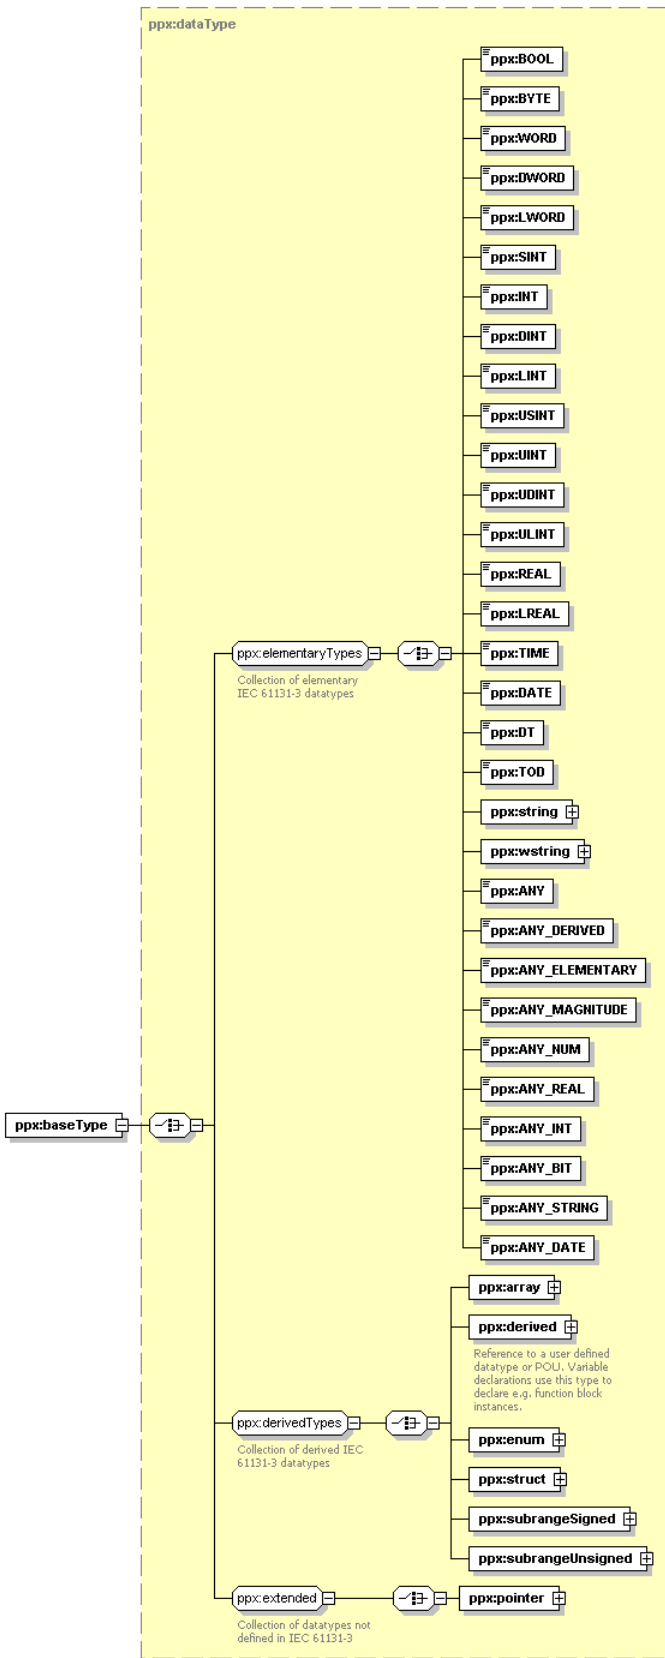 ppx:dataType
ppx:BOOL
ppx:BYTE
ppx:WORD
ppx:DWORD
ppx:LWORD
ppx:SINT
ppx:INT
ppx:DINT
ppx:LINT
ppx:USINT
ppx:UINT
ppx:UDINT
ppx:ULINT
ppx:REAL
ppx:LREAL
ppx:elementaryTypes
Collection of elementary
IEC 61131-3 datatypes
ppx:TIME
ppx:DATE
ppx:DT
ppx:TOD
ppx:string
ppx:wstring
ppx:ANY
ppx:ANY_DERIVED
ppx:ANY_ELEMENTARY
ppx:ANY_MAGNITUDE
ppx:ANY_NUM
ppx:ANY_REAL
ppx:baseType
ppx:ANY_INT
ppx:ANY_BIT
ppx:ANY_STRING
ppx:ANY_DATE
ppx:array
ppx:derived
Reference to a user defined
datatype or POU. Variable
declarations use this type to
declare e.g. function block
instances.
ppx:derivedTypes
Collection of derived IEC
61131-3 datatypes
ppx:enum
ppx:struct
ppx:subrangeSigned
ppx:subrangeUnsigned
ppx:extended
Collection of datatypes not
defined in IEC 61131-3
ppx:pointer